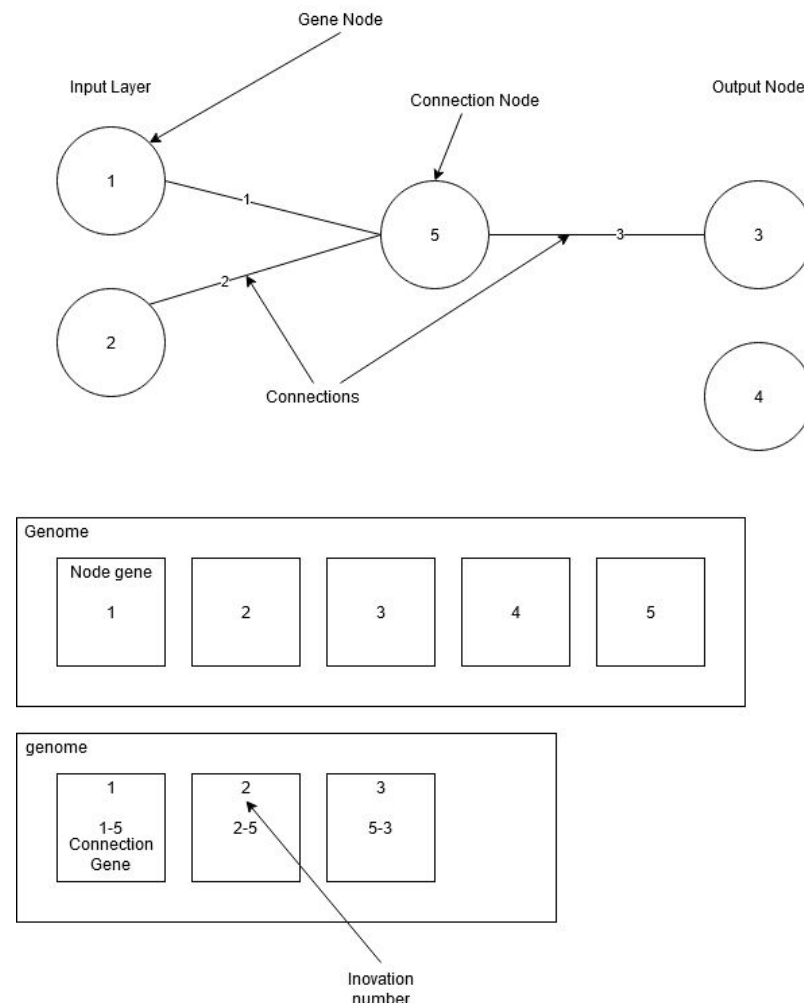 Gene Node
Input Layer
Connection Node
Output Node
1
1
5
3
3
2
2
4
Connections
Genome
Node gene
1
2
3
4
5
genome
1
2
3
1-5
2-5
5-3
Connection
Gene
Inovation
number